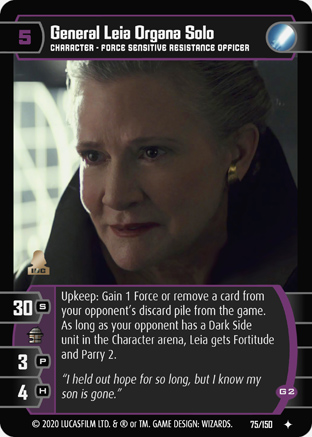 5
General Leia Organa Solo
CHARACTER - FORCE SENSITIVE RESISTANCE OFFICER
30 S
3 P
4 H
Upkeep: Gain 1 Force or remove a card from
your opponent's discard pile from the game.
As long as your opponent has a Dark Side
unit in the Character arena, Leia gets Fortitude
and Parry 2.
"I held out hope for so long, but I know my
son is gone."
G2
© 2020 LUCASFILM LTD. & ® or TM. GAME DESIGN: WIZARDS.
75/150